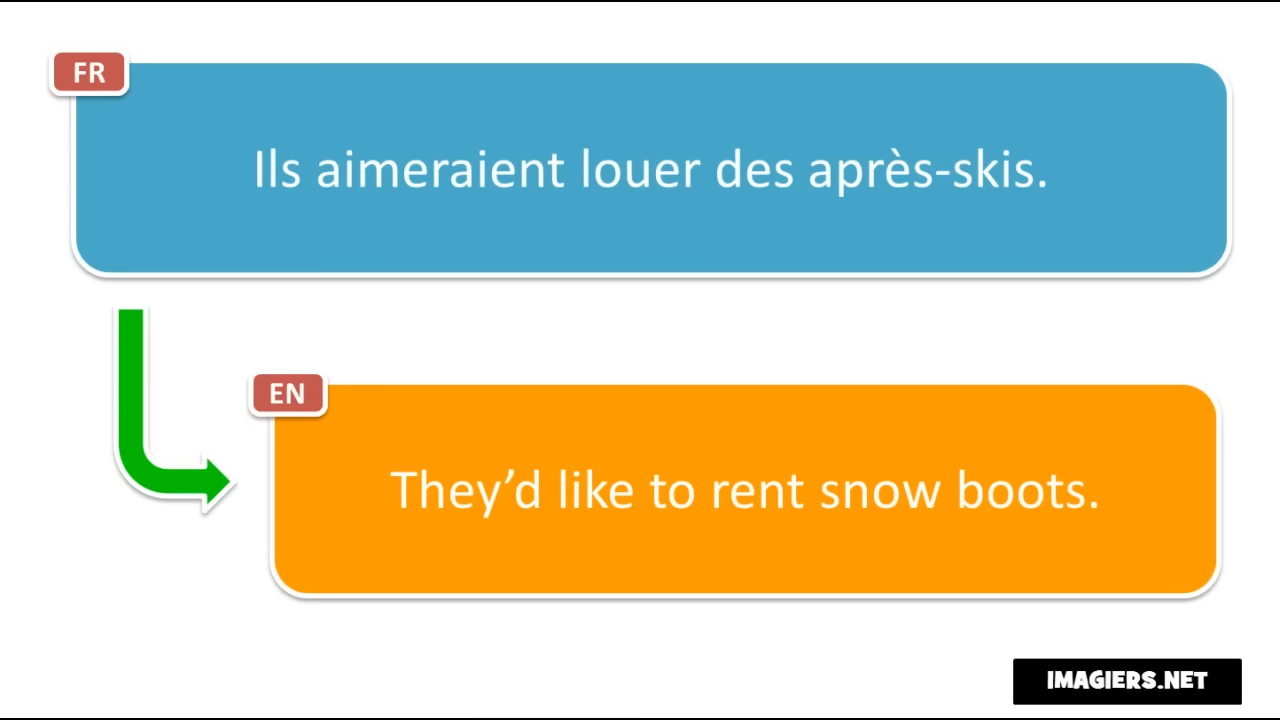 FR
Ils aimeraient louer des après-skis.
EN
They’d like to rent snow boots.
IMAGIERS.NET